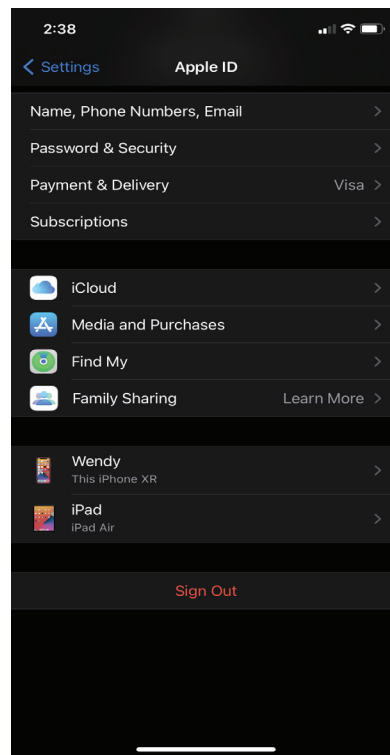 2:38
Settings Apple ID
Name, Phone Numbers, Email
Password & Security
Payment & Delivery Visa
Subscriptions
iCloud
Media and Purchases
Find My
Family Sharing Learn More
Wendy
This iPhone XR
iPad
iPad Air
Sign Out